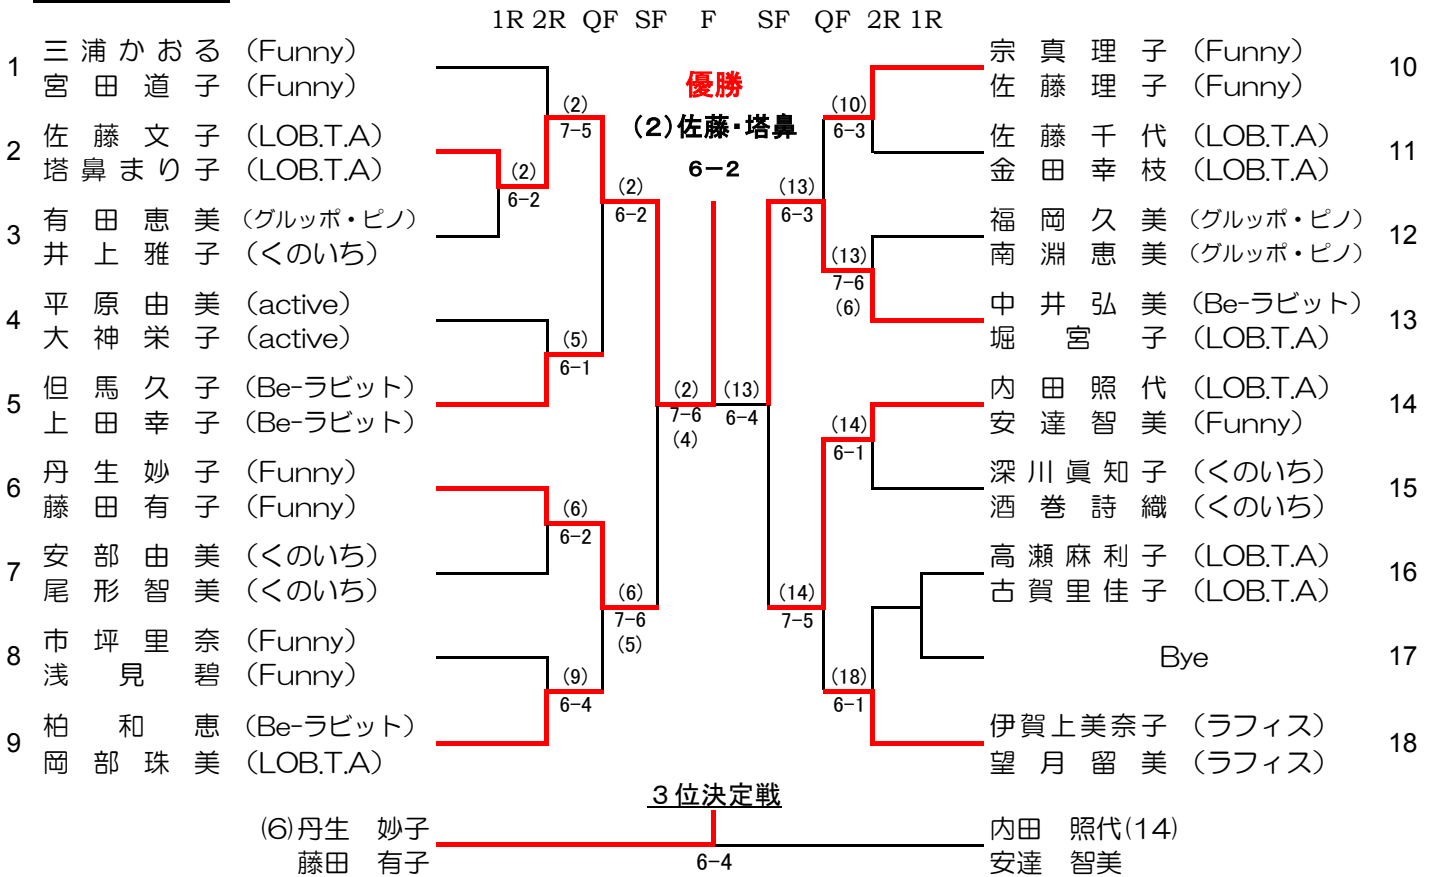 1R 2R QF SF F SF QF 2R 1R
1 三浦かおる (Funny)
宮田道子 (Funny)
2 佐藤文子 (LOB.T.A)
塔鼻まり子 (LOB.T.A)
3 有田恵美 (グルッポ・ピノ)
井上雅子 (くのいち)
4 平原由美 (active)
大神栄子 (active)
5 但馬久子 (Be-ラビット)
上田幸子 (Be-ラビット)
6 丹生妙子 (Funny)
藤田有子 (Funny)
7 安部由美 (くのいち)
尾形智美 (くのいち)
8 市坪里奈 (Funny)
浅見碧 (Funny)
9 柏和恵 (Be-ラビット)
岡部珠美 (LOB.T.A)
(2)
6-2
(2)
7-5
(5)
6-1
(6)
6-2
(9)
6-4
(2)
6-2
(6)
7-6
(5)
(2)
7-6
(4)
優勝
(2)佐藤・塔鼻
6-2
(13)
6-4
(13)
6-3
(14)
7-5
(10)
6-3
(13)
7-6
(6)
(14)
6-1
(18)
6-1
宗真理子 (Funny) 10
佐藤理子 (Funny)
佐藤千代 (LOB.T.A) 11
金田幸枝 (LOB.T.A)
福岡久美 (グルッポ・ピノ) 12
南淵恵美 (グルッポ・ピノ)
中井弘美 (Be-ラビット) 13
堀宮子 (LOB.T.A)
内田照代 (LOB.T.A) 14
安達智美 (Funny)
深川眞知子 (くのいち) 15
酒巻詩織 (くのいち)
高瀬麻利子 (LOB.T.A) 16
古賀里佳子 (LOB.T.A)
Bye 17
伊賀上美奈子 (ラフィス) 18
望月留美 (ラフィス)
3位決定戦
(6)丹生 妙子 内田 照代(14)
藤田 有子 6-4 安達 智美